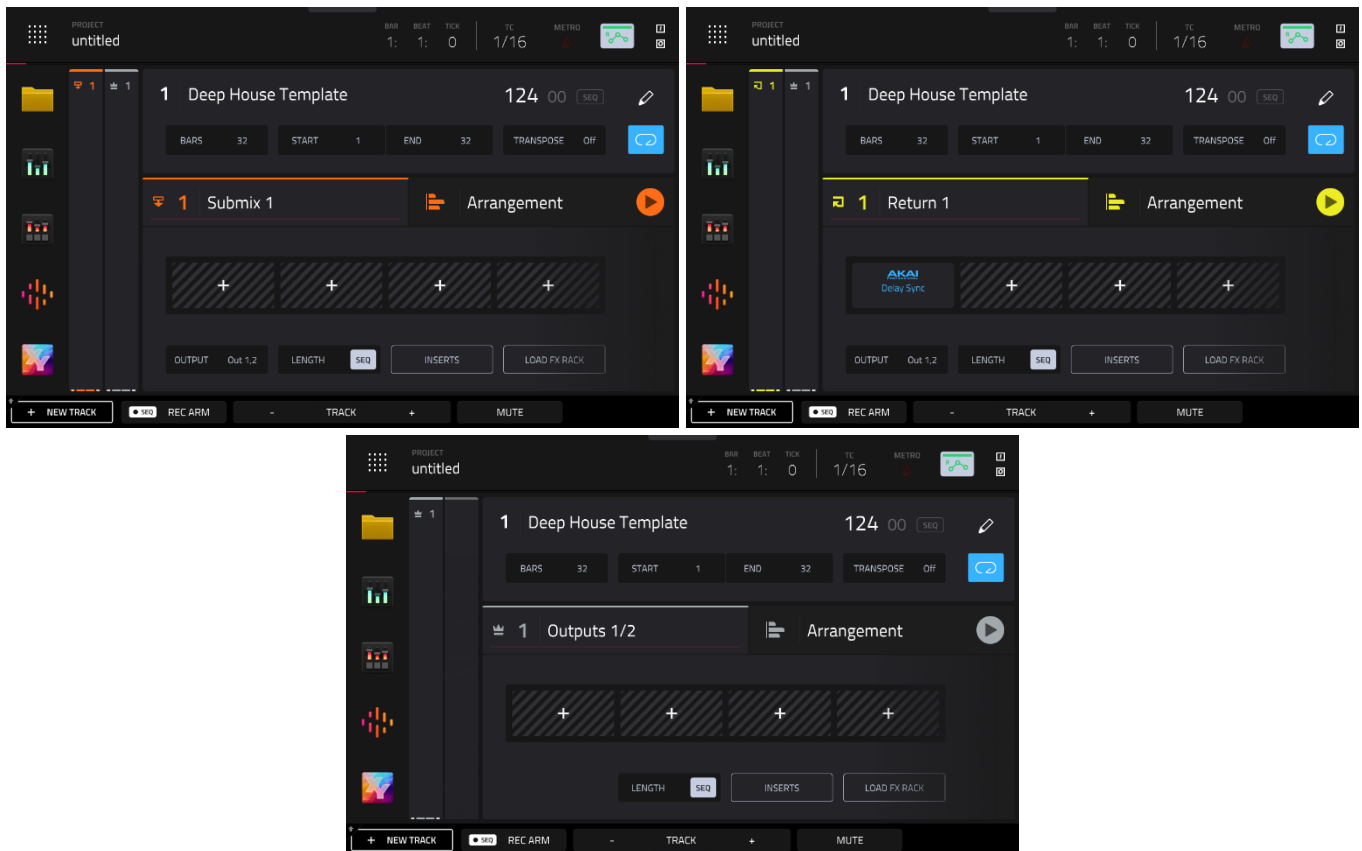 PROJECT BAR BEAT TICK TC METRO
untitled 1: 1: 0 1/16
1 1 1 Deep House Template 124 00 SEQ
BARS 32 START 1 END 32 TRANSPOSE Off
1 Submix 1 Arrangement
+ + + +
OUTPUT Out 1,2 LENGTH SEQ INSERTS LOAD FX RACK
+ NEW TRACK SEQ REC ARM - TRACK + MUTE
PROJECT BAR BEAT TICK TC METRO
untitled 1: 1: 0 1/16
1 1 1 Deep House Template 124 00 SEQ
BARS 32 START 1 END 32 TRANSPOSE Off
1 Return 1 Arrangement
AKAI
Delay Sync + + +
OUTPUT Out 1,2 LENGTH SEQ INSERTS LOAD FX RACK
+ NEW TRACK SEQ REC ARM - TRACK + MUTE
PROJECT BAR BEAT TICK TC METRO
untitled 1: 1: 0 1/16
1 1 Deep House Template 124 00 SEQ
BARS 32 START 1 END 32 TRANSPOSE Off
1 Outputs 1/2 Arrangement
+ + + +
LENGTH SEQ INSERTS LOAD FX RACK
+ NEW TRACK SEQ REC ARM - TRACK + MUTE